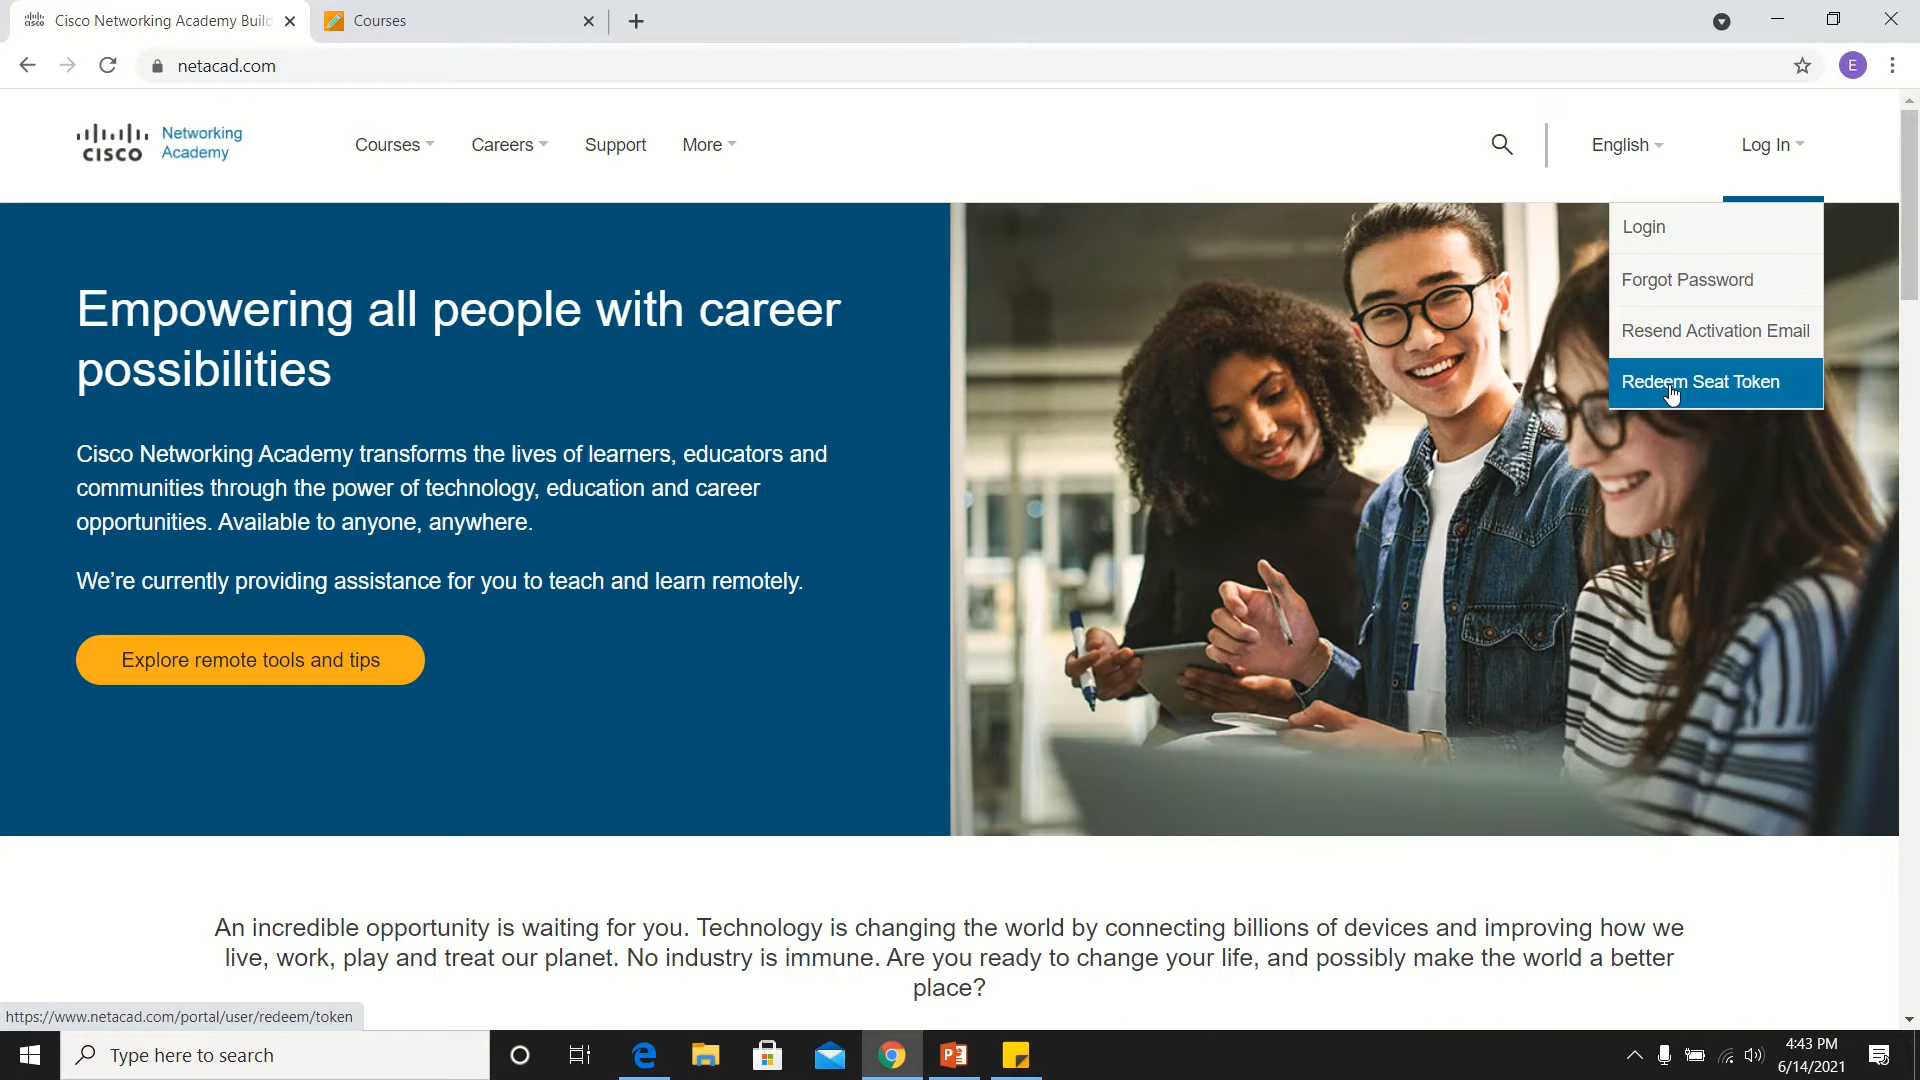 Cisco Networking Academy Build
Courses
netacad.com
E
CISCO
Networking
Academy
Courses
Careers
Support
More
English
Log In
Login
Forgot Password
Resend Activation Email
Redeem Seat Token
Empowering all people with career
possibilities
Cisco Networking Academy transforms the lives of learners, educators and
communities through the power of technology, education and career
opportunities. Available to anyone, anywhere.
We're currently providing assistance for you to teach and learn remotely.
Explore remote tools and tips
An incredible opportunity is waiting for you. Technology is changing the world by connecting billions of devices and improving how we
live, work, play and treat our planet. No industry is immune. Are you ready to change your life, and possibly make the world a better
place?
https://www.netacad.com/portal/user/redeem/token
Type here to search
4:43 PM
6/14/2021